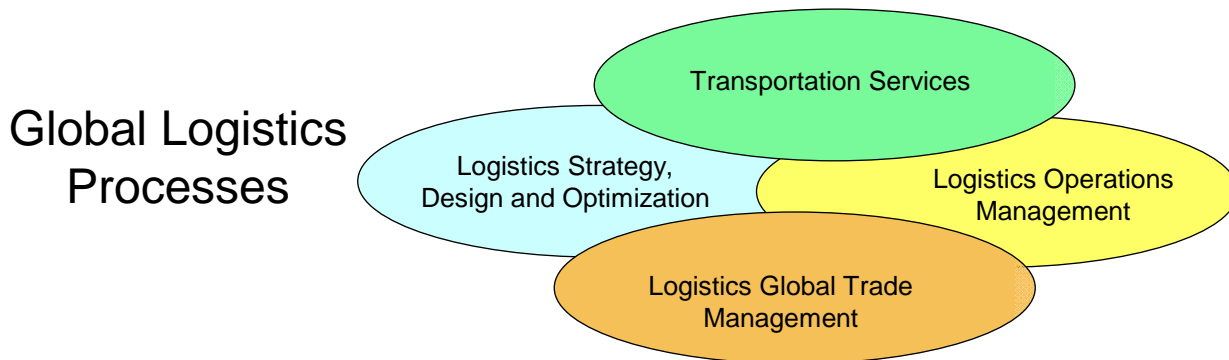 Global Logistics
Processes
Transportation Services
Logistics Strategy,
Design and Optimization
Logistics Operations
Management
Logistics Global Trade
Management